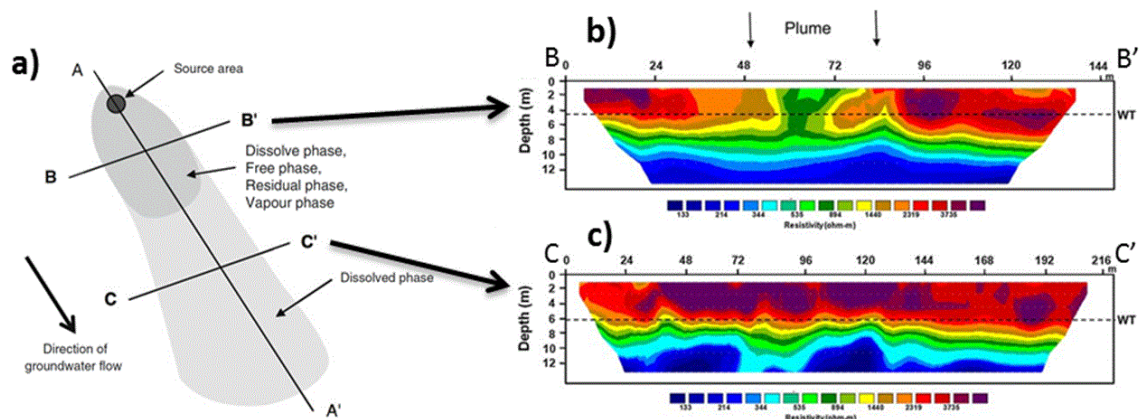 a)
A
Source area
B'
B
Dissolve phase,
Free phase,
Residual phase,
Vapour phase
C'
C
Dissolved phase
Direction of
groundwater flow
A'
b)
Plume
B
B’
0 24 48 72 96 120 144
m
Depth (m)
0
2
4
6
8
10
12
WT
133 214 344 535 894 1440 2319 3735
Resistivity(ohm-m)
c)
C
C’
0 24 48 72 96 120 144 168 192 216
m
Depth (m)
0
2
4
6
8
10
12
WT
133 214 344 535 894 1440 2319 3735
Resistivity(ohm-m)